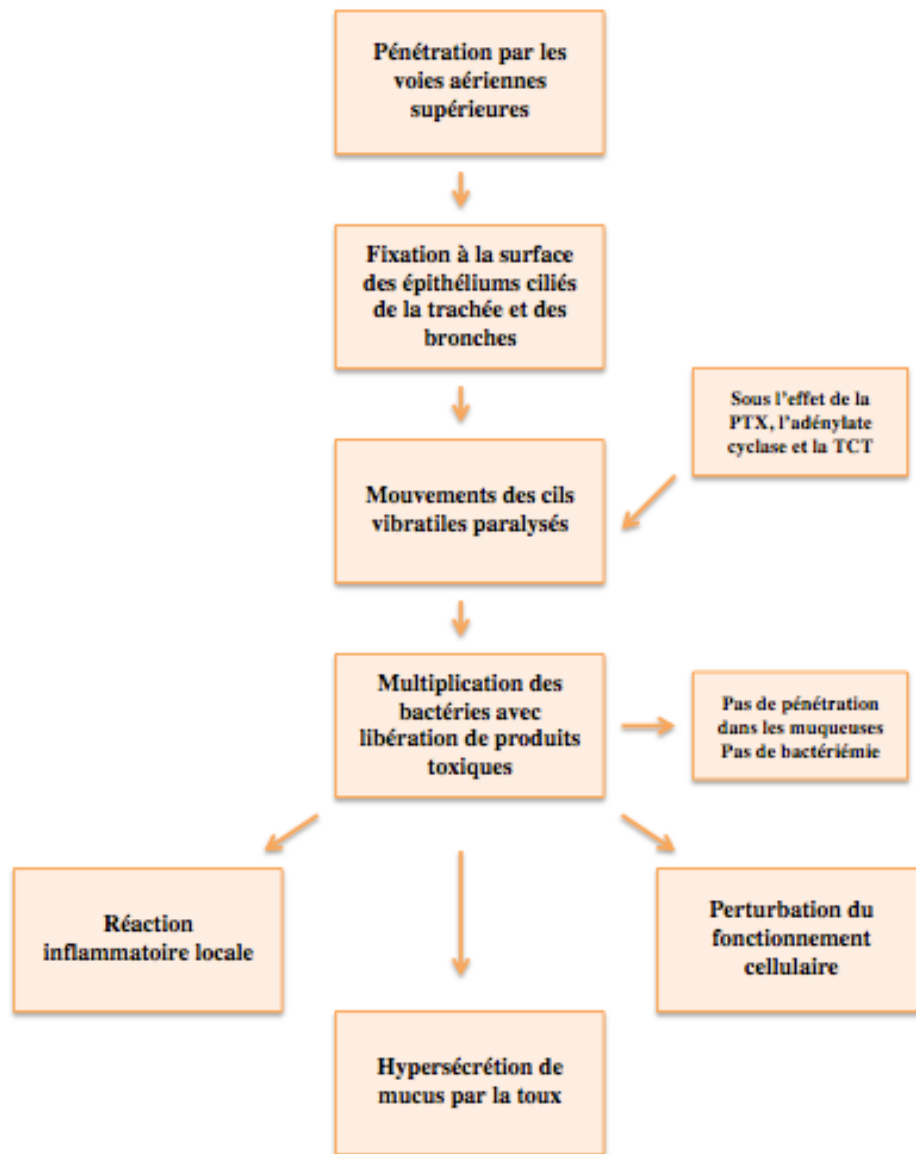 Pénétration par les
voies aériennes
supérieures
Fixation à la surface
des épithéliums ciliés
de la trachée et des
bronches
Sous l'effet de la
PTX, l'adénylate
cyclase et la TCT
Mouvements des cils
vibratiles paralysés
Multiplication des
bactéries avec
libération de produits
toxiques
Pas de pénétration
dans les muqueuses
Pas de bactériémie
Réaction
inflammatoire locale
Perturbation du
fonctionnement
cellulaire
Hypersécrétion de
mucus par la toux